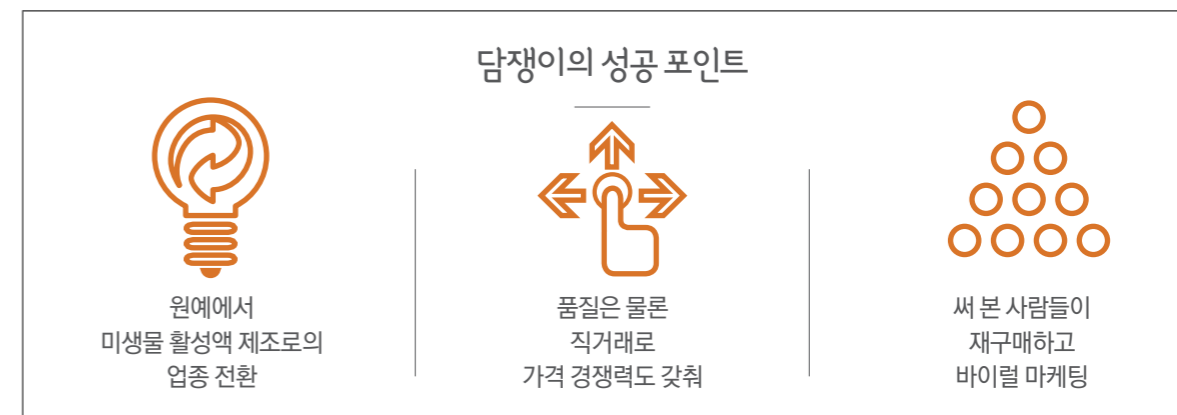 담쟁이의 성공 포인트
원예에서
미생물 활성액 제조로의
업종 전환
품질은 물론
직거래로
가격 경쟁력도 갖춰
써 본 사람들이
재구매하고
바이럴 마케팅